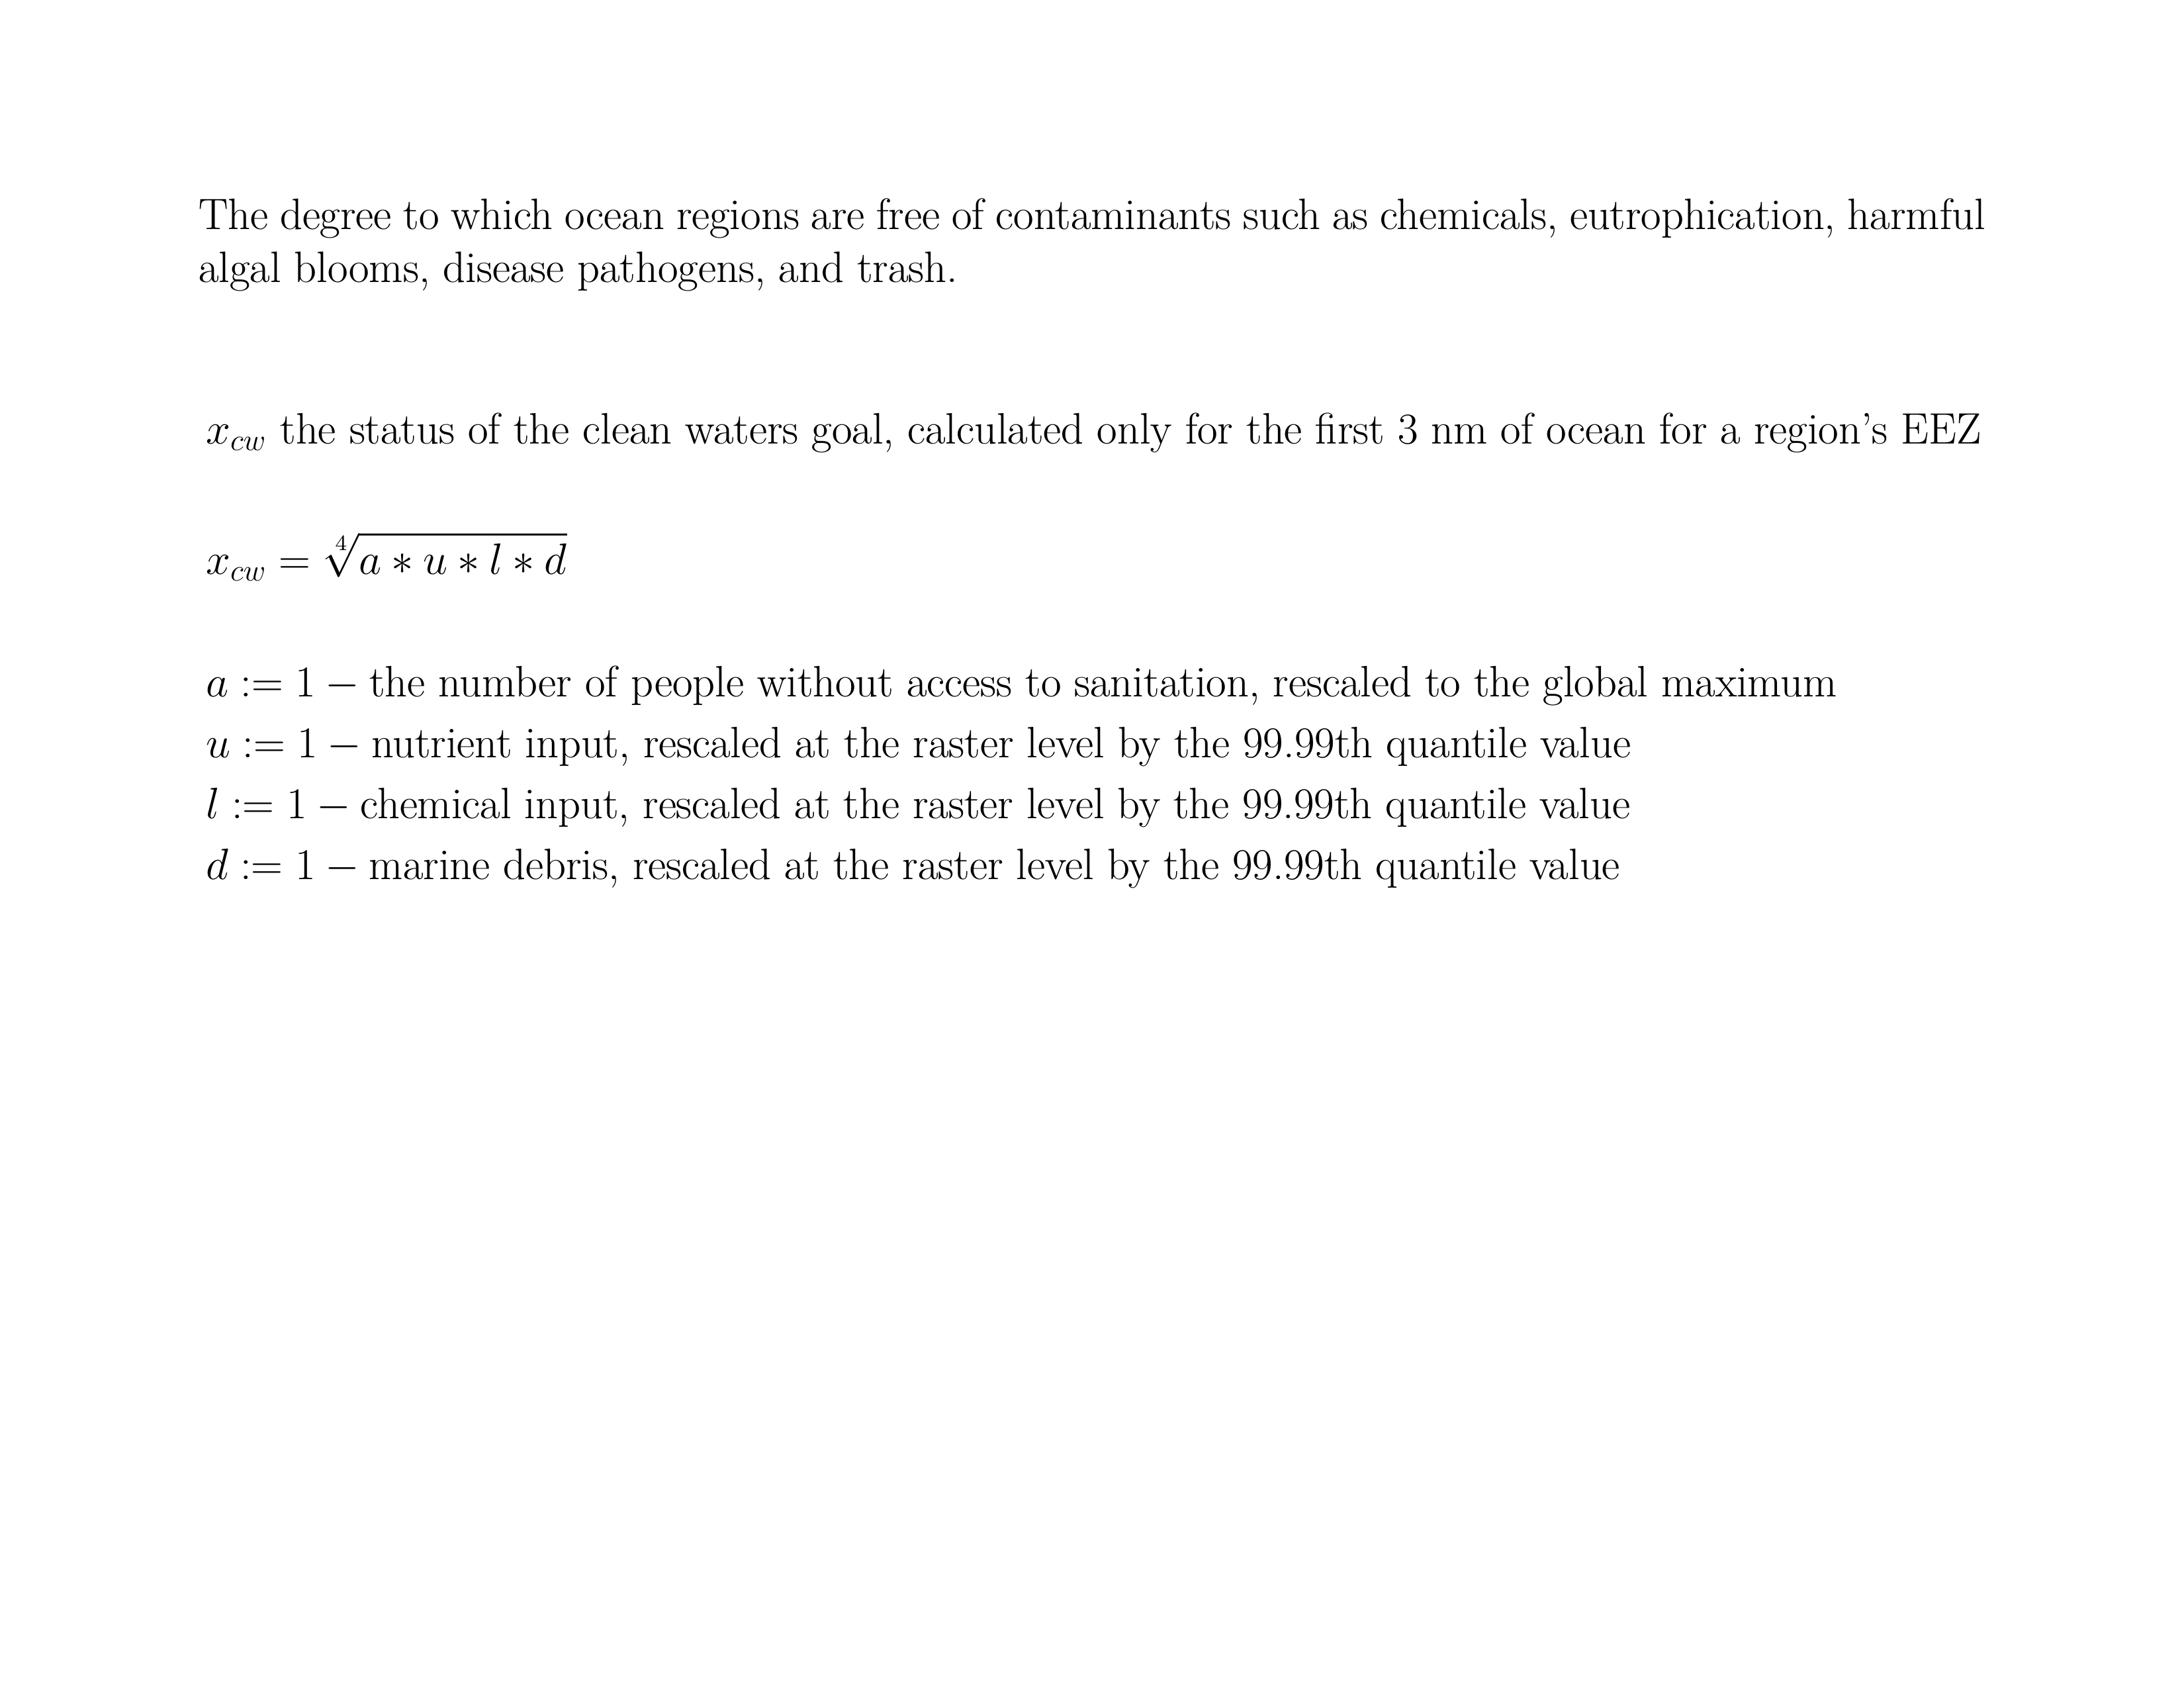 The degree to which ocean regions are free of contaminants such as chemicals, eutrophication, harmful
algal blooms, disease pathogens, and trash.
x_{cw} the status of the clean waters goal, calculated only for the first 3 nm of ocean for a region's EEZ
x_{cw} = \sqrt[4]{a * u * l * d}
a := 1 − the number of people without access to sanitation, rescaled to the global maximum
u := 1 − nutrient input, rescaled at the raster level by the 99.99th quantile value
l := 1 − chemical input, rescaled at the raster level by the 99.99th quantile value
d := 1 − marine debris, rescaled at the raster level by the 99.99th quantile value